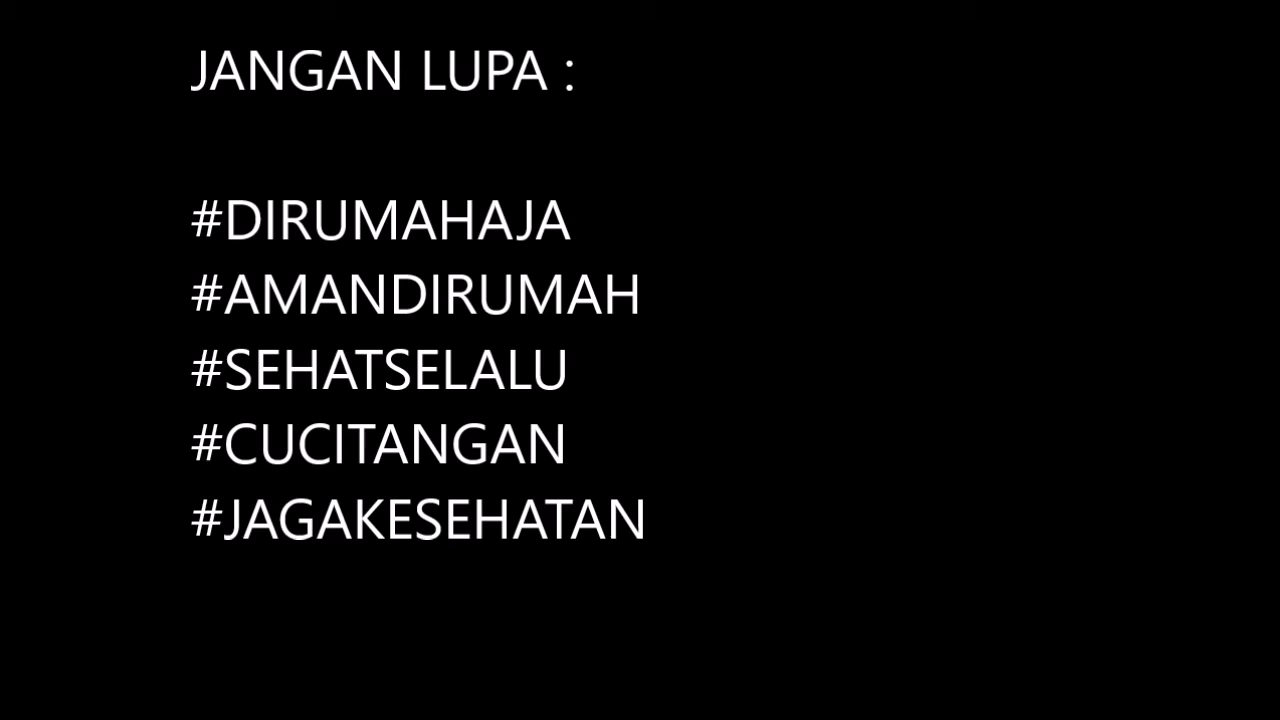 JANGAN LUPA :
#DIRUMAHAJA
#AMANDIRUMAH
#SEHATSELALU
#CUCITANGAN
#JAGAKESEHATAN